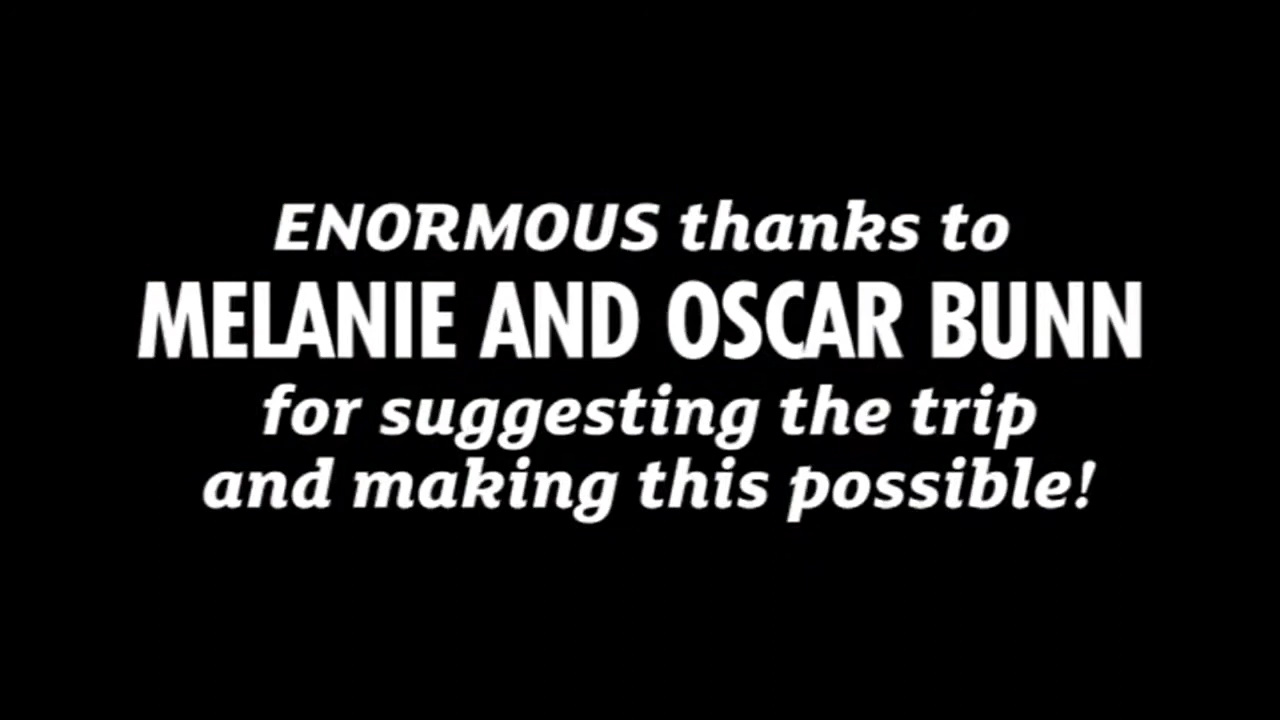 ENORMOUS thanks to
MELANIE AND OSCAR BUNN
for suggesting the trip
and making this possible!